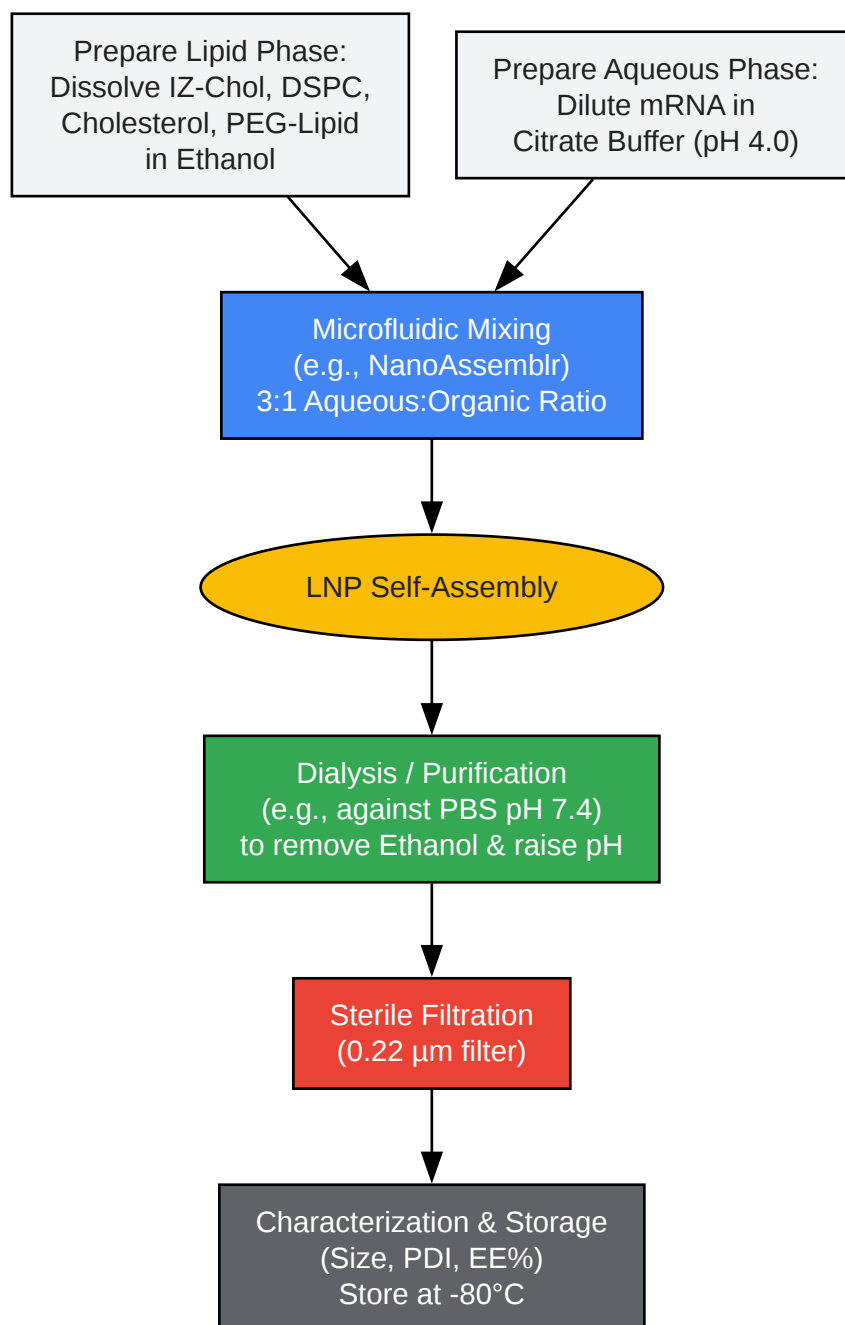 Prepare Lipid Phase:
Dissolve IZ-Chol, DSPC,
Cholesterol, PEG-Lipid
in Ethanol
Prepare Aqueous Phase:
Dilute mRNA in
Citrate Buffer (pH 4.0)
Microfluidic Mixing
(e.g., NanoAssemblr)
3:1 Aqueous:Organic Ratio
LNP Self-Assembly
Dialysis / Purification
(e.g., against PBS pH 7.4)
to remove Ethanol & raise pH
Sterile Filtration
(0.22 µm filter)
Characterization & Storage
(Size, PDI, EE%)
Store at -80°C